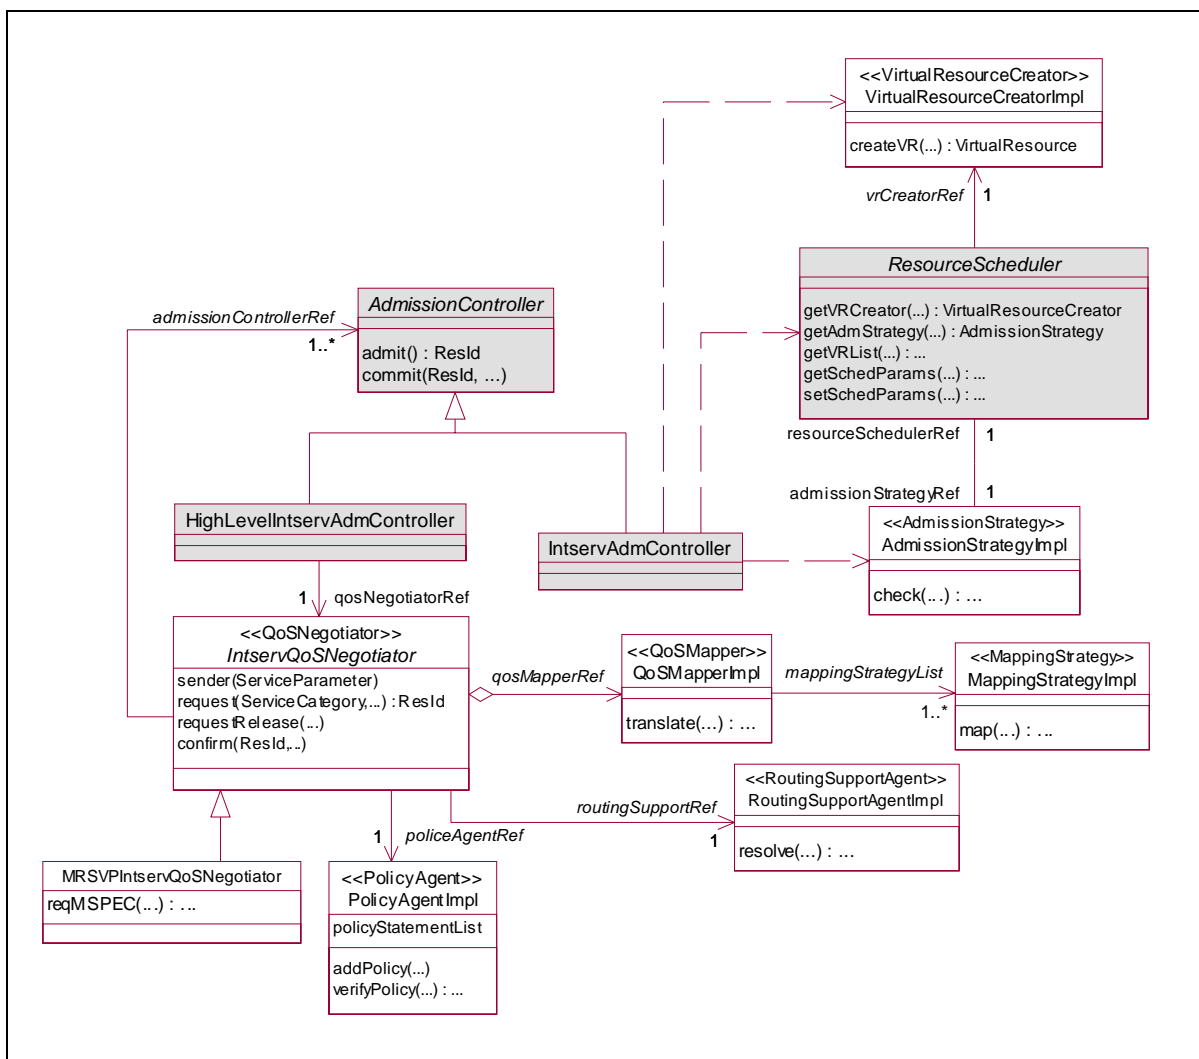 <<VirtualResourceCreator>>
VirtualResourceCreatorImpl
createVR(...) : VirtualResource
vrCreatorRef
1
ResourceScheduler
getVRCreator(...) : VirtualResourceCreator
getAdmStrategy(...) : AdmissionStrategy
getVRList(...) : ...
getSchedParams(...) : ...
setSchedParams(...) : ...
AdmissionController
admit() : ResId
commit(ResId, ...)
admissionControllerRef
1..*
resourceSchedulerRef
1
admissionStrategyRef
1
HighLevelIntservAdmController
IntservAdmController
<<AdmissionStrategy>>
AdmissionStrategyImpl
check(...) : ...
1
qosNegotiatorRef
<<QoSNegotiator>>
IntservQoSNegotiator
sender(ServiceParameter)
request(ServiceCategory,...) : ResId
requestRelease(...)
confirm(ResId,...)
qosMapperRef
<<QoSMapper>>
QoSMapperImpl
translate(...) : ...
mappingStrategyList
1..*
<<MappingStrategy>>
MappingStrategyImpl
map(...) : ...
routingSupportRef
1
<<RoutingSupportAgent>>
RoutingSupportAgentImpl
resolve(...) : ...
1
policeAgentRef
MRSVPIntservQoSNegotiator
reqMSPEC(...) : ...
<<PolicyAgent>>
PolicyAgentImpl
policyStatementList
addPolicy(...)
verifyPolicy(...) : ...